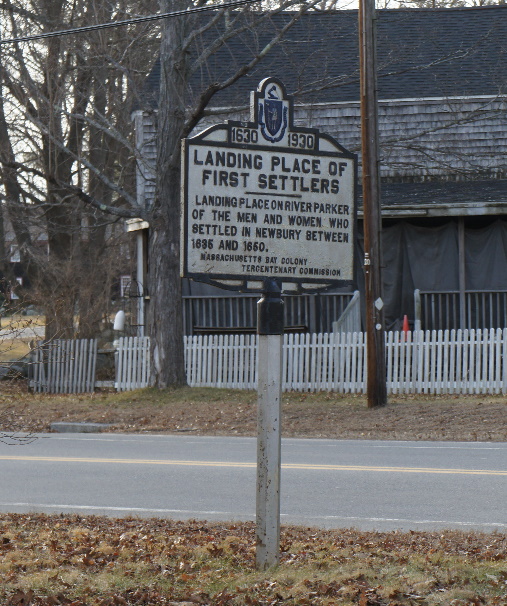 1630 1930
LANDING PLACE OF
FIRST SETTLERS
LANDING PLACE ON RIVER PARKER
OF THE MEN AND WOMEN WHO
SETTLED IN NEWBURY BETWEEN
1635 AND 1650.
MASSACHUSETTS BAY COLONY
TERCENTENARY COMMISSION